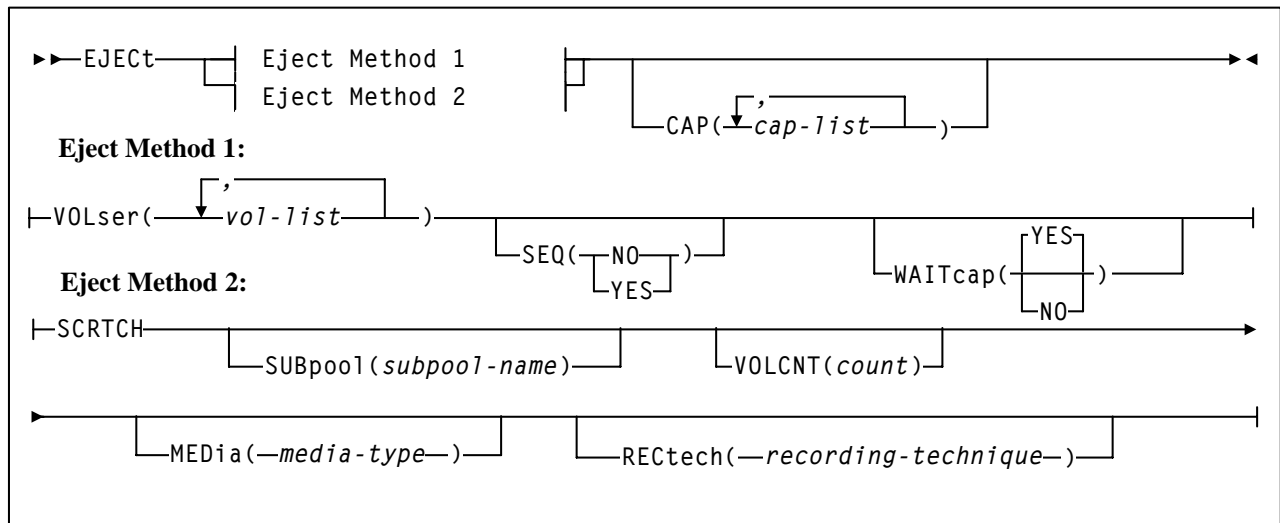 EJECt Eject Method 1
Eject Method 2
,
CAP( cap-list )
Eject Method 1:
,
VOLser( vol-list )
SEQ( NO )
YES
YES
WAITcap( )
NO
Eject Method 2:
SCRTCH
SUBpool(subpool-name)
VOLCNT(count)
MEDia( media-type )
RECtech( recording-technique )